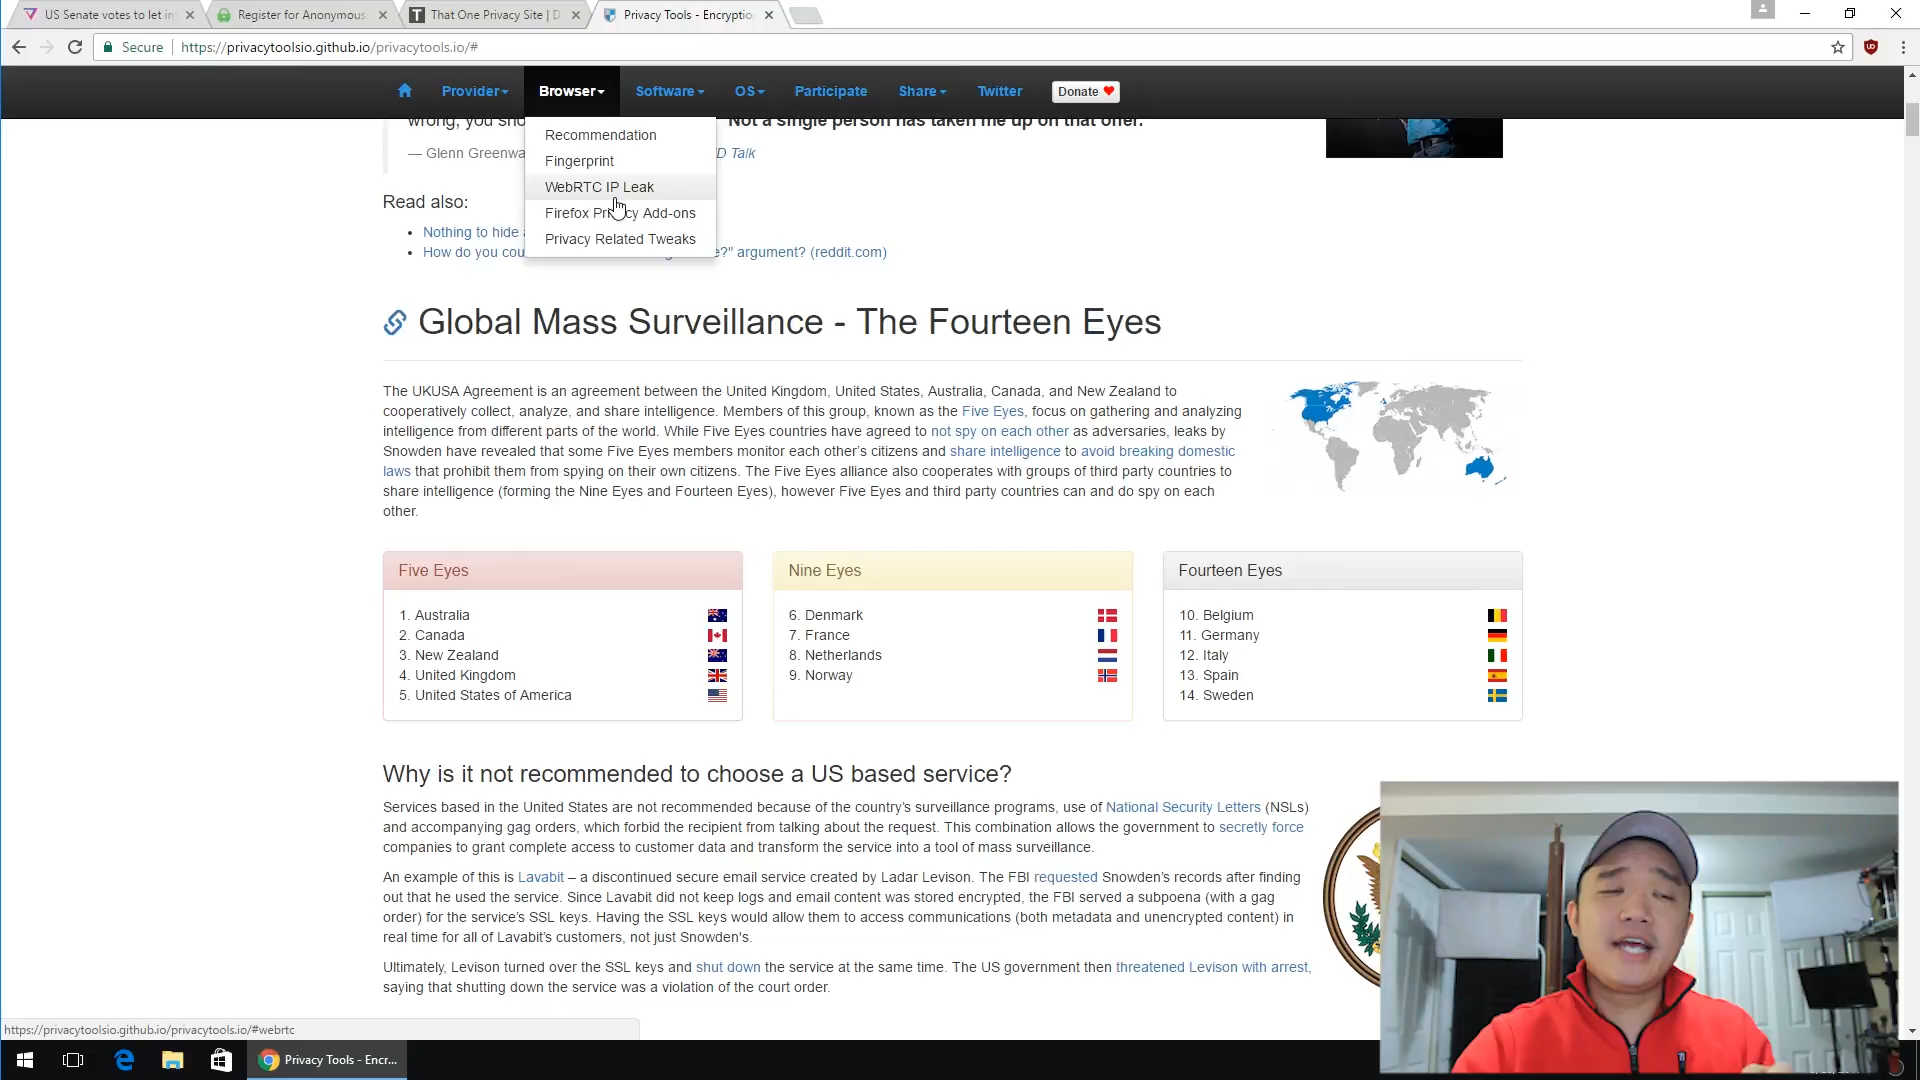 US Senate votes to let in
Register for Anonymous
That One Privacy Site | D
Privacy Tools - Encryptio
Secure
https://privacytoolsio.github.io/privacytools.io/#
Provider
Browser
Software
OS
Participate
Share
Twitter
Donate
Recommendation
Fingerprint
WebRTC IP Leak
Firefox Privacy Add-ons
Privacy Related Tweaks
wrong, you Not a single person has taken me up on that offer.
— Glenn Greenwa D Talk
Read also:
Nothing to hide
How do you cou ?" argument? (reddit.com)
Global Mass Surveillance - The Fourteen Eyes
The UKUSA Agreement is an agreement between the United Kingdom, United States, Australia, Canada, and New Zealand to
cooperatively collect, analyze, and share intelligence. Members of this group, known as the Five Eyes, focus on gathering and analyzing
intelligence from different parts of the world. While Five Eyes countries have agreed to not spy on each other as adversaries, leaks by
Snowden have revealed that some Five Eyes members monitor each other's citizens and share intelligence to avoid breaking domestic
laws that prohibit them from spying on their own citizens. The Five Eyes alliance also cooperates with groups of third party countries to
share intelligence (forming the Nine Eyes and Fourteen Eyes), however Five Eyes and third party countries can and do spy on each
other.
Five Eyes
1. Australia
2. Canada
3. New Zealand
4. United Kingdom
5. United States of America
Nine Eyes
6. Denmark
7. France
8. Netherlands
9. Norway
Fourteen Eyes
10. Belgium
11. Germany
12. Italy
13. Spain
14. Sweden
Why is it not recommended to choose a US based service?
Services based in the United States are not recommended because of the country's surveillance programs, use of National Security Letters (NSLs)
and accompanying gag orders, which forbid the recipient from talking about the request. This combination allows the government to secretly force
companies to grant complete access to customer data and transform the service into a tool of mass surveillance.
An example of this is Lavabit – a discontinued secure email service created by Ladar Levison. The FBI requested Snowden's records after finding
out that he used the service. Since Lavabit did not keep logs and email content was stored encrypted, the FBI served a subpoena (with a gag
order) for the service's SSL keys. Having the SSL keys would allow them to access communications (both metadata and unencrypted content) in
real time for all of Lavabit's customers, not just Snowden's.
Ultimately, Levison turned over the SSL keys and shut down the service at the same time. The US government then threatened Levison with arrest,
saying that shutting down the service was a violation of the court order.
https://privacytoolsio.github.io/privacytools.io/#webrtc
Privacy Tools - Encr...